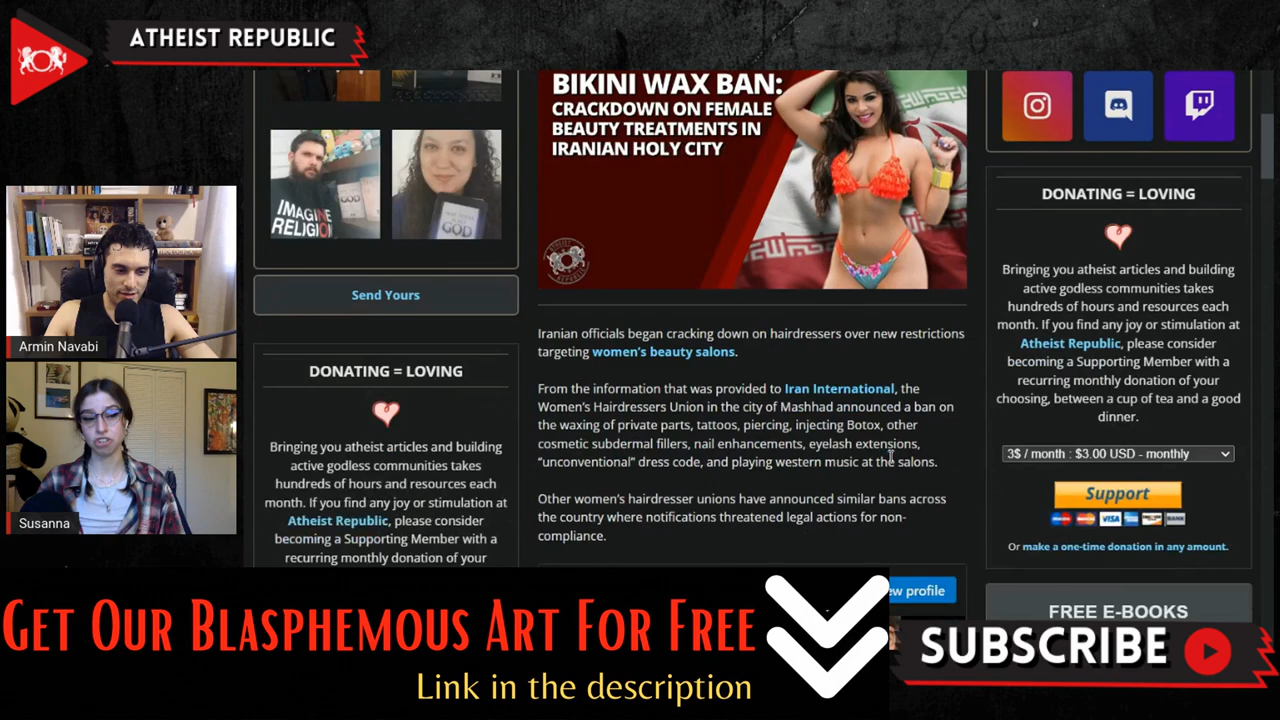 ATHEIST REPUBLIC
BIKINI WAX BAN:
CRACKDOWN ON FEMALE
BEAUTY TREATMENTS IN
IRANIAN HOLY CITY
IMAGINE
RELIGION
GOD
GOD
Armin Navabi
Susanna
Send Yours
DONATING = LOVING
Bringing you atheist articles and building
active godless communities takes
hundreds of hours and resources each
month. If you find any joy or stimulation at
Atheist Republic, please consider
becoming a Supporting Member with a
recurring monthly donation of your
Iranian officials began cracking down on hairdressers over new restrictions
targeting women's beauty salons.
From the information that was provided to Iran International, the
Women's Hairdressers Union in the city of Mashhad announced a ban on
the waxing of private parts, tattoos, piercing, injecting Botox, other
cosmetic subdermal fillers, nail enhancements, eyelash extensions,
“unconventional” dress code, and playing western music at the salons.
Other women's hairdresser unions have announced similar bans across
the country where notifications threatened legal actions for non-
compliance.
profile
DONATING = LOVING
Bringing you atheist articles and building
active godless communities takes
hundreds of hours and resources each
month. If you find any joy or stimulation at
Atheist Republic, please consider
becoming a Supporting Member with a
recurring monthly donation of your
choosing, between a cup of tea and a good
dinner.
3$ / month : $3.00 USD - monthly
Support
VISA
BANK
Or make a one-time donation in any amount.
FREE E-BOOKS
GET OUR BLASPHEMOUS ART FOR FREE
Link in the description
SUBSCRIBE